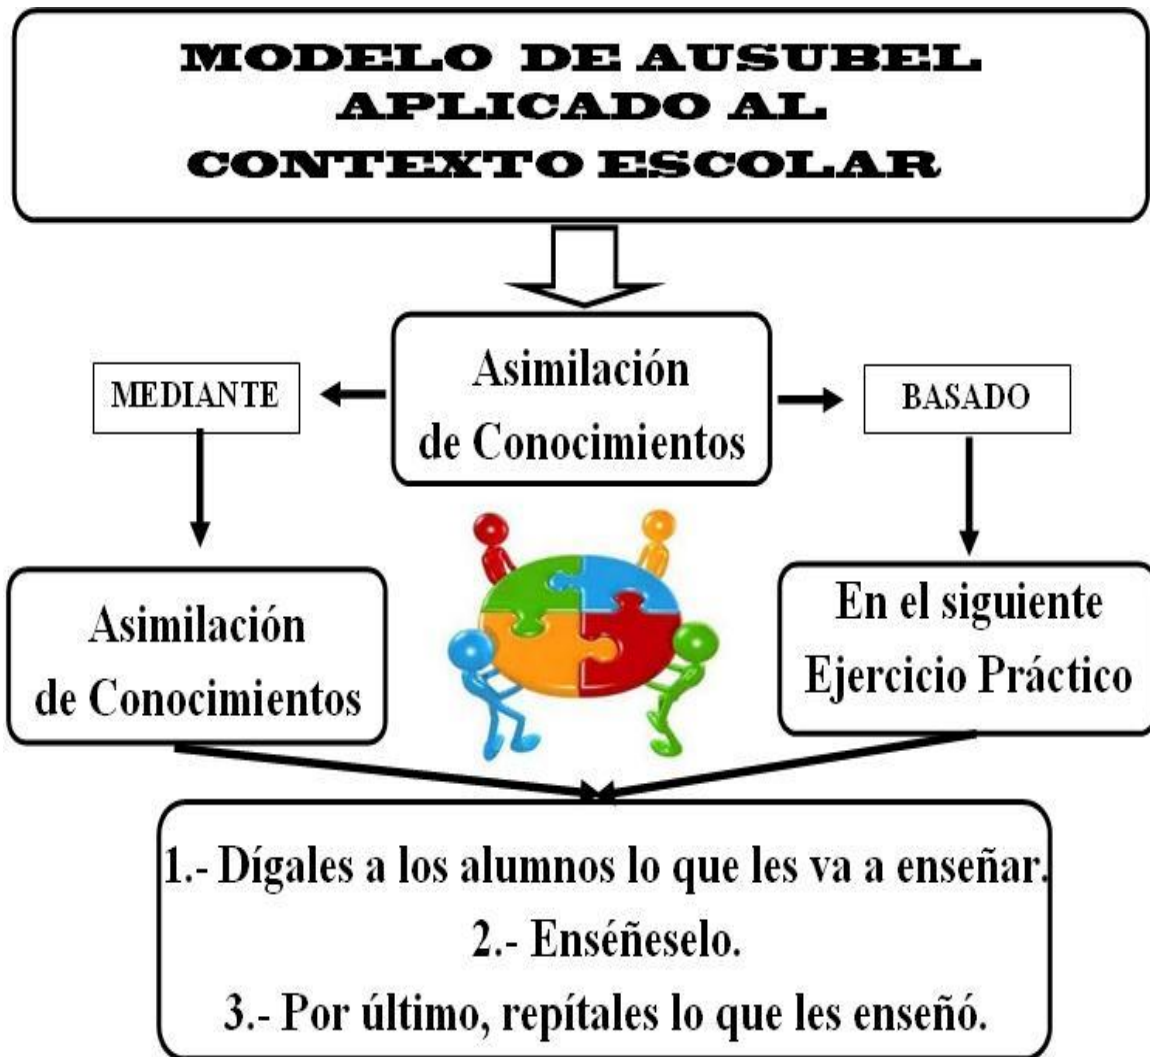 MODELO DE AUSUBEL
APLICADO AL
CONTEXTO ESCOLAR
Asimilación
de Conocimientos
MEDIANTE
BASADO
Asimilación
de Conocimientos
En el siguiente
Ejercicio Práctico
1.- Dígales a los alumnos lo que les va a enseñar.
2.- Enséñeselo.
3.- Por último, repítales lo que les enseñó.